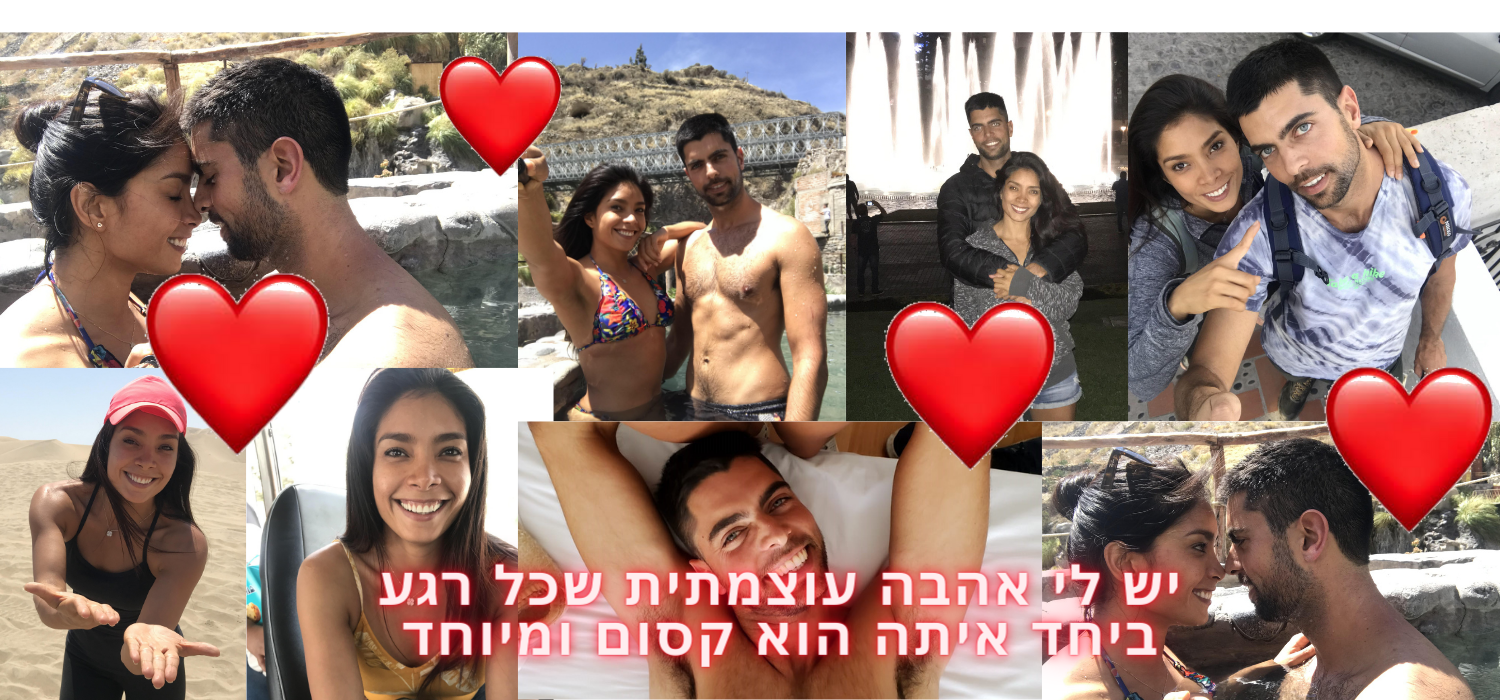 יש לי אהבה עוצמתית שכל רגע
ביחד איתה הוא קסום ומיוחד